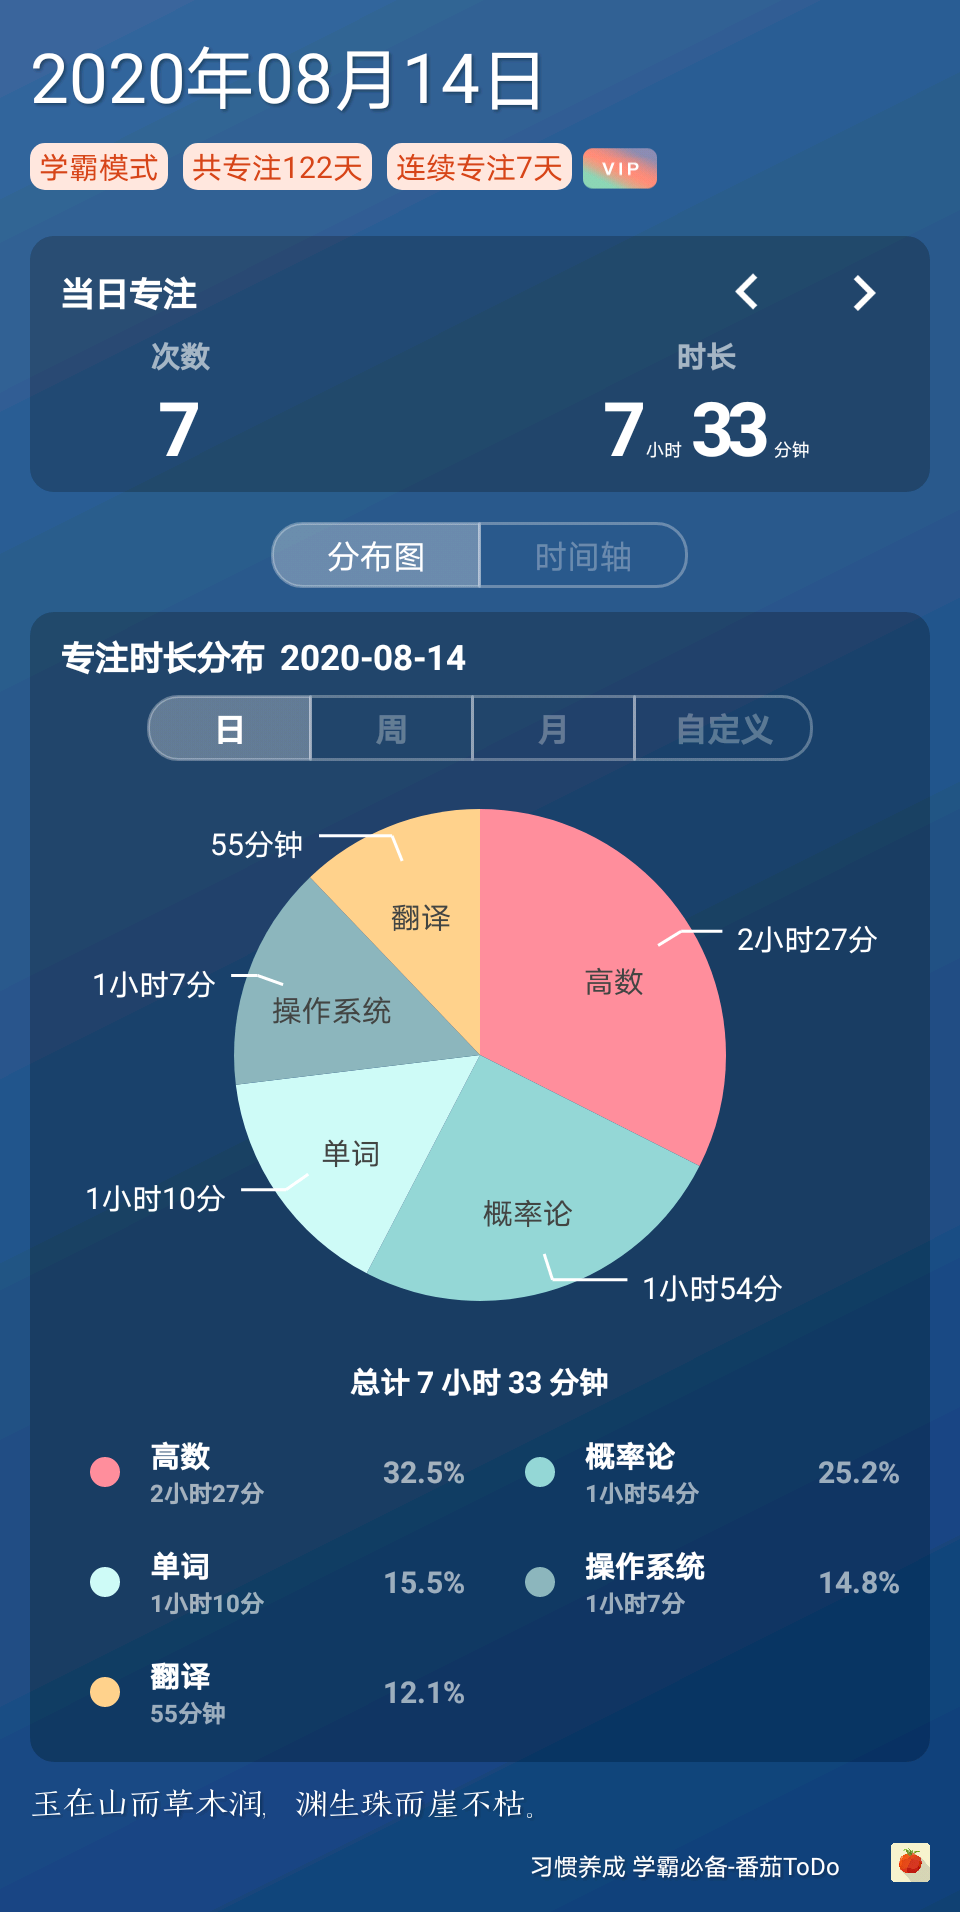 2020年08月14日
学霸模式 共专注122天 连续专注7天 VIP
当日专注
次数 时长
7 7小时 33分钟
分布图 时间轴
专注时长分布 2020-08-14
日 周 月 自定义
55分钟
翻译
2小时27分
高数
1小时7分
操作系统
单词
1小时10分
概率论
1小时54分
总计 7 小时 33 分钟
高数 概率论
32.5% 25.2%
2小时27分 1小时54分
单词 操作系统
15.5% 14.8%
1小时10分 1小时7分
翻译
12.1%
55分钟
玉在山而草木润，渊生珠而崖不枯。
习惯养成 学霸必备-番茄ToDo